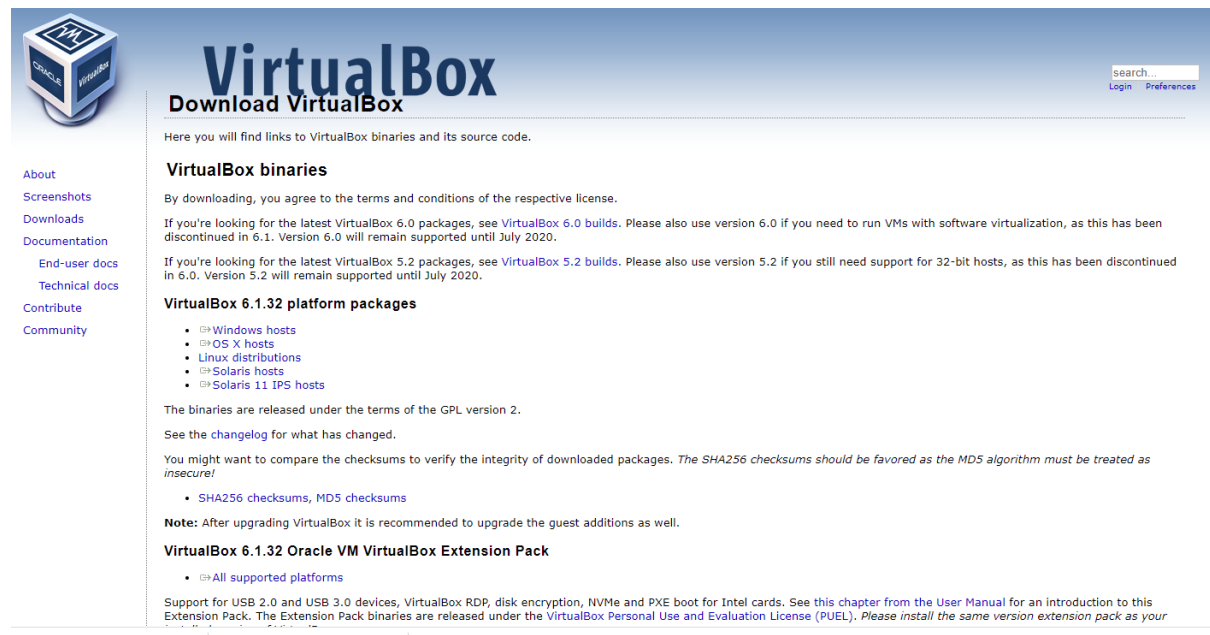 ORACLE
VirtualBox
VirtualBox
search...
Login Preferences
Download VirtualBox
Here you will find links to VirtualBox binaries and its source code.
About
Screenshots
Downloads
Documentation
End-user docs
Technical docs
Contribute
Community
VirtualBox binaries
By downloading, you agree to the terms and conditions of the respective license.
If you're looking for the latest VirtualBox 6.0 packages, see VirtualBox 6.0 builds. Please also use version 6.0 if you need to run VMs with software virtualization, as this has been
discontinued in 6.1. Version 6.0 will remain supported until July 2020.
If you're looking for the latest VirtualBox 5.2 packages, see VirtualBox 5.2 builds. Please also use version 5.2 if you still need support for 32-bit hosts, as this has been discontinued
in 6.0. Version 5.2 will remain supported until July 2020.
VirtualBox 6.1.32 platform packages
• Windows hosts
• OS X hosts
• Linux distributions
• Solaris hosts
• Solaris 11 IPS hosts
The binaries are released under the terms of the GPL version 2.
See the changelog for what has changed.
You might want to compare the checksums to verify the integrity of downloaded packages. The SHA256 checksums should be favored as the MD5 algorithm must be treated as
insecure!
• SHA256 checksums, MD5 checksums
Note: After upgrading VirtualBox it is recommended to upgrade the guest additions as well.
VirtualBox 6.1.32 Oracle VM VirtualBox Extension Pack
• All supported platforms
Support for USB 2.0 and USB 3.0 devices, VirtualBox RDP, disk encryption, NVMe and PXE boot for Intel cards. See this chapter from the User Manual for an introduction to this
Extension Pack. The Extension Pack binaries are released under the VirtualBox Personal Use and Evaluation License (PUEL). Please install the same version extension pack as your